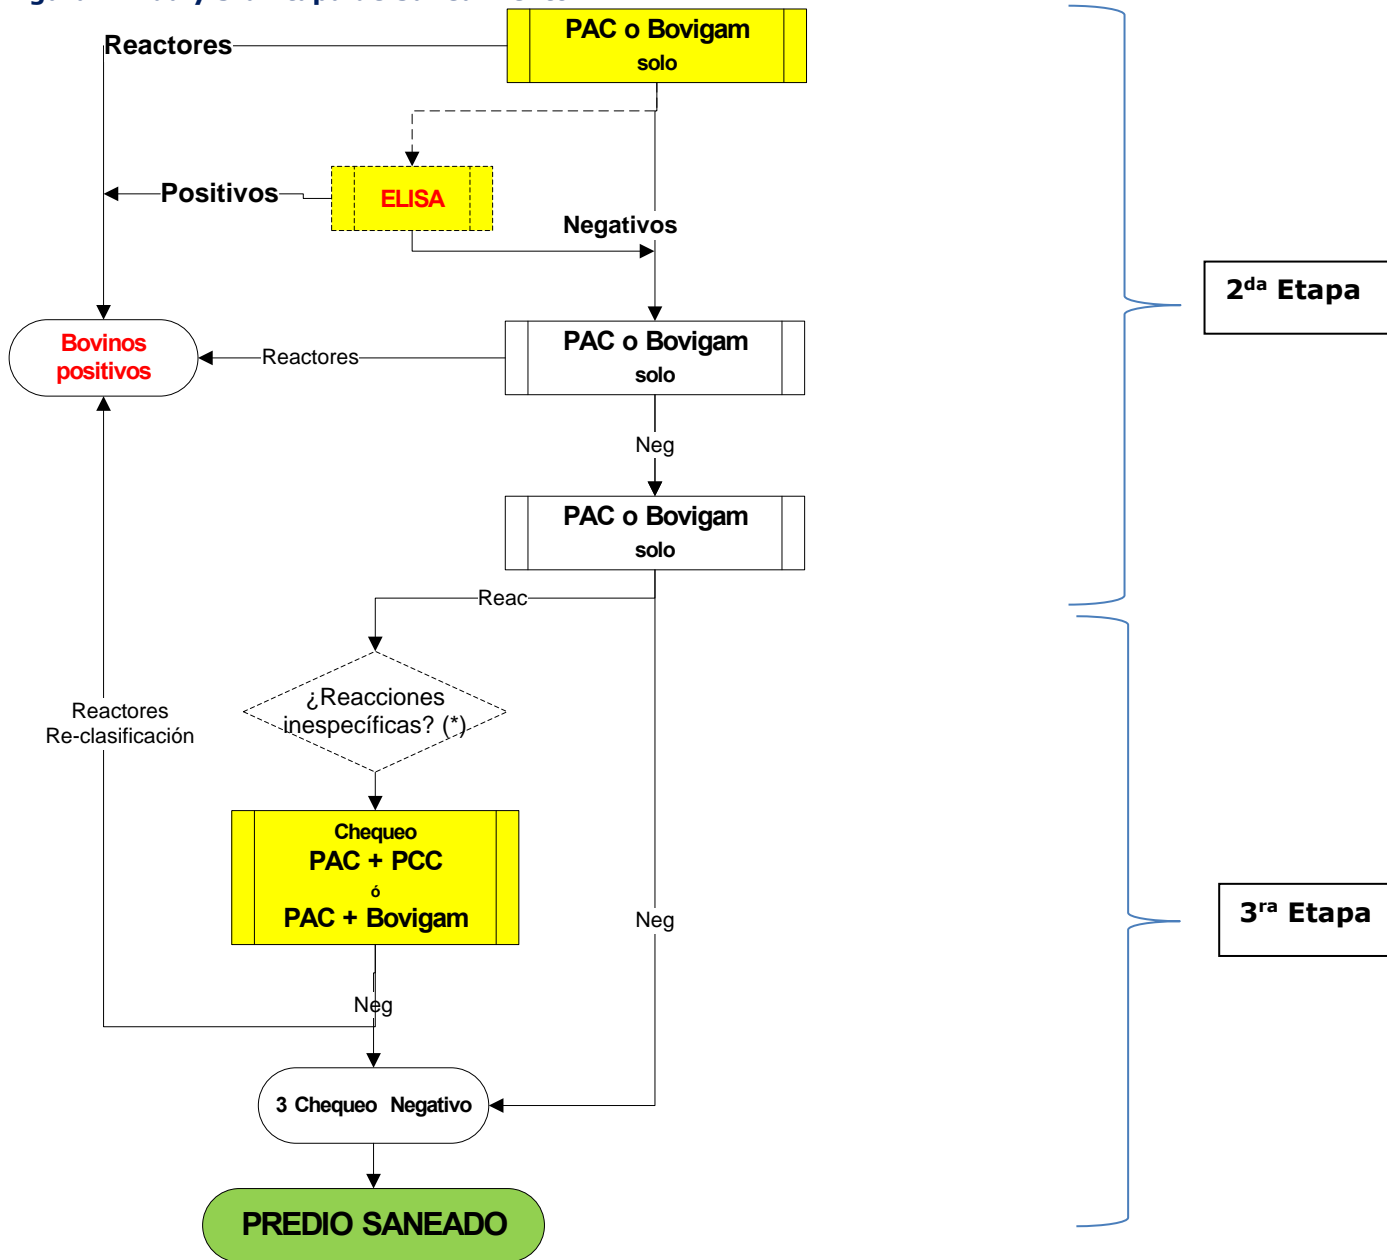 Reactores
PAC o Bovigam
solo
Positivos
ELISA
Negativos
2da Etapa
Bovinos
positivos
Reactores
PAC o Bovigam
solo
Neg
PAC o Bovigam
solo
Reac
¿Reacciones
inespecíficas? (*)
Reactores
Re-clasificación
Chequeo
PAC + PCC
ó
PAC + Bovigam
Neg
3ra Etapa
Neg
3 Chequeo Negativo
PREDIO SANEADO